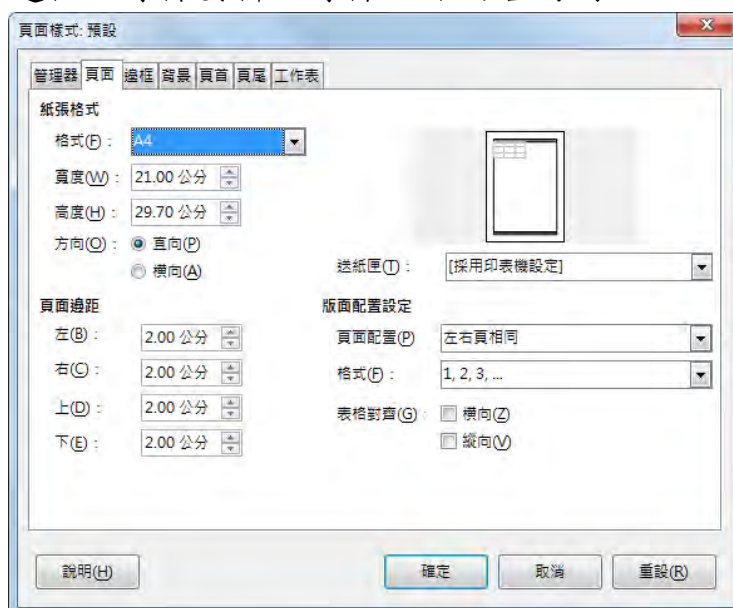 頁面樣式: 預設
管理器 頁面 邊框 背景 頁首 頁尾 工作表
紙張格式
格式(F)： A4
寬度(W)： 21.00 公分
高度(H)： 29.70 公分
方向(O)： 直向(P)
橫向(A)
送紙匣(T)： [採用印表機設定]
頁面邊距
版面配置設定
左(B)： 2.00 公分
頁面配置(P) 左右頁相同
右(C)： 2.00 公分
格式(F)： 1, 2, 3, ...
上(D)： 2.00 公分
表格對齊(G)： 橫向(Z)
下(E)： 2.00 公分
縱向(V)
說明(H) 確定 取消 重設(R)